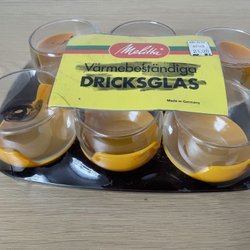 Melitta
Värmebeständiga
DRICKSGLAS
Made in Germany